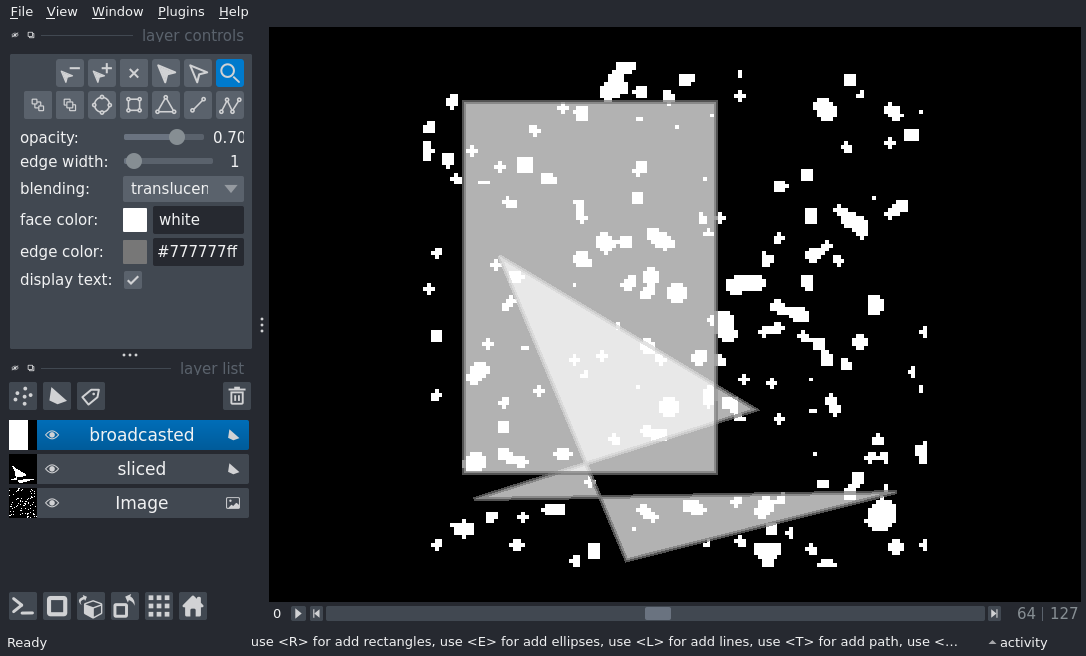 File View Window Plugins Help
layer controls
opacity: 0.70
edge width: 1
blending: translucen
face color: white
edge color: #777777ff
display text:
layer list
broadcasted
sliced
Image
0 64 127
Ready use <R> for add rectangles, use <E> for add ellipses, use <L> for add lines, use <T> for add path, use <... activity